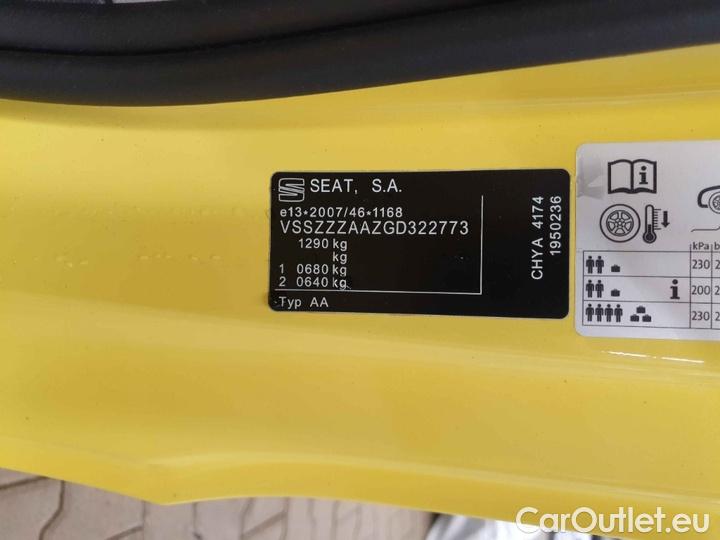 SEAT, S.A.
e13*2007/46*1168
VSSZZZAAZGD322773
1290 kg
kg
1 0680 kg
2 0640 kg
Typ AA
CHYA 4174
1950236
i
kPa
230
i 200
230
CarOutlet.eu